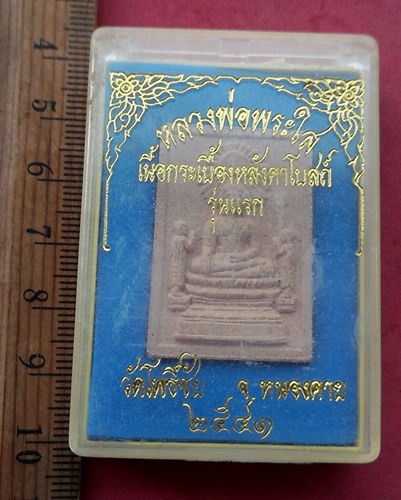 หลวงพ่อพระใส
เนื้อกระเบื้องหลังคาโบสถ์
รุ่นแรก
วัดโพธิ์ชัย จ.หนองคาย
๒๕๔๑
4
5
6
7
8
9
10